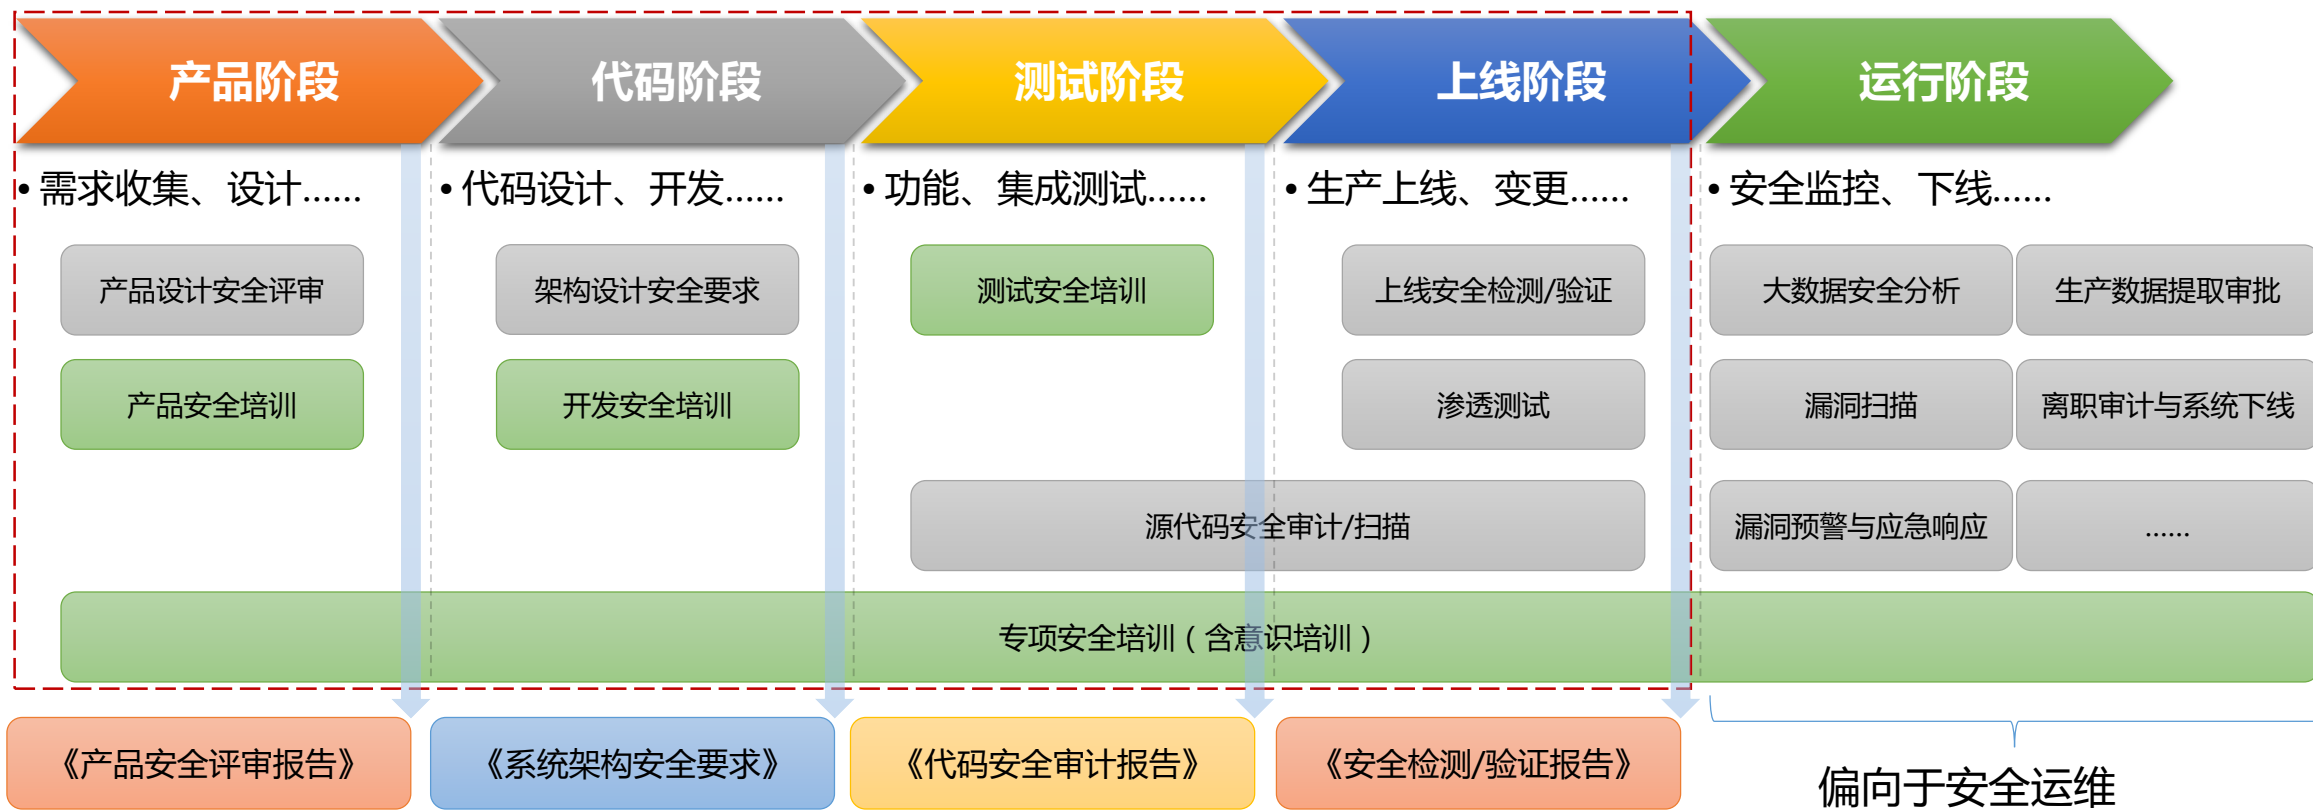 产品阶段
代码阶段
测试阶段
上线阶段
运行阶段
• 需求收集、设计……
• 代码设计、开发……
• 功能、集成测试……
• 生产上线、变更……
• 安全监控、下线……
产品设计安全评审
架构设计安全要求
测试安全培训
上线安全检测/验证
大数据安全分析
生产数据提取审批
产品安全培训
开发安全培训
渗透测试
漏洞扫描
离职审计与系统下线
源代码安全审计/扫描
漏洞预警与应急响应
……
专项安全培训（含意识培训）
《产品安全评审报告》
《系统架构安全要求》
《代码安全审计报告》
《安全检测/验证报告》
偏向于安全运维